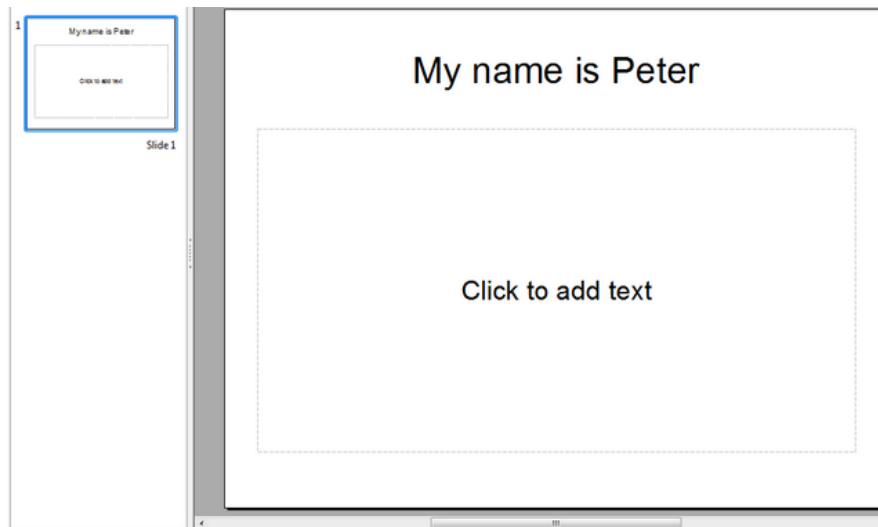 1
My name is Peter
Click to add text
Slide 1
My name is Peter
Click to add text